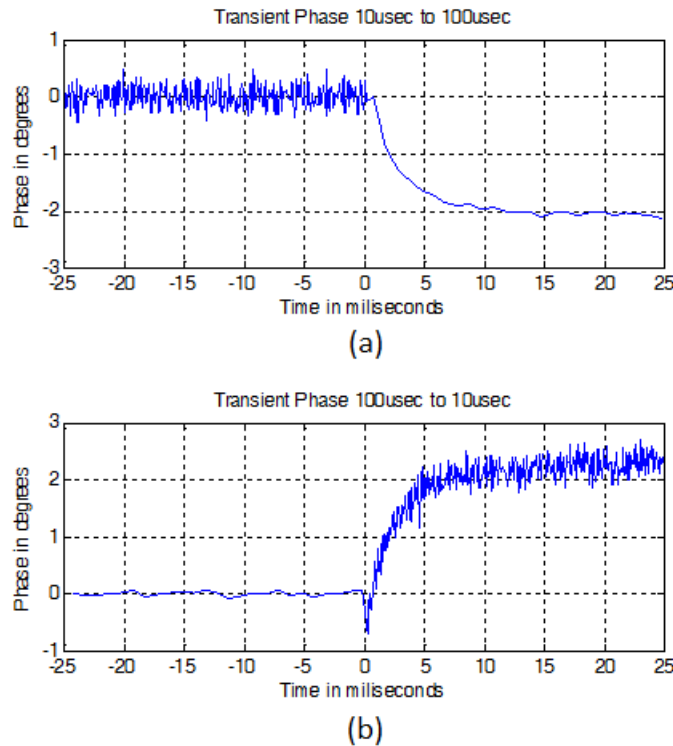 Transient Phase 10usec to 100usec
Phase in degrees
1
0
-1
-2
-3
-25 -20 -15 -10 -5 0 5 10 15 20 25
Time in miliseconds
(a)
Transient Phase 100usec to 10usec
Phase in degrees
3
2
1
0
-1
-25 -20 -15 -10 -5 0 5 10 15 20 25
Time in miliseconds
(b)